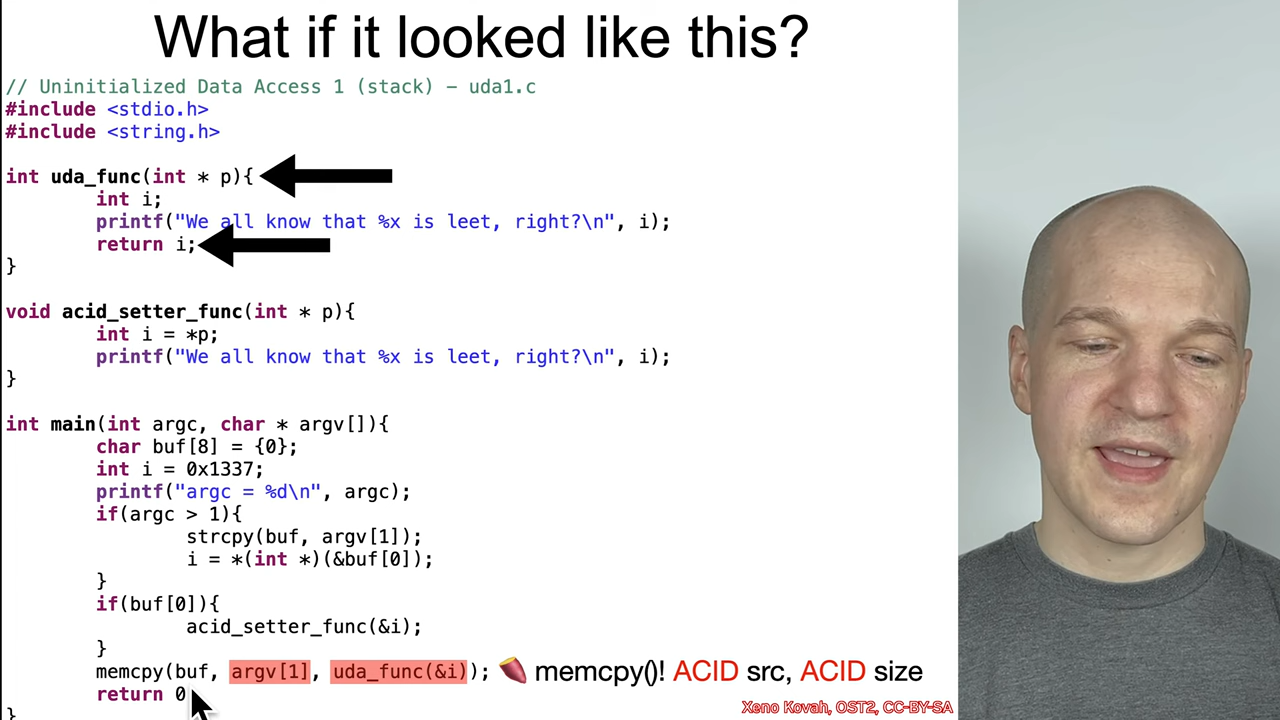 What if it looked like this?
// Uninitialized Data Access 1 (stack) – uda1.c
#include <stdio.h>
#include <string.h>
int uda_func(int * p){
int i;
printf("We all know that %x is leet, right?\n", i);
return i;
}
void acid_setter_func(int * p){
int i = *p;
printf("We all know that %x is leet, right?\n", i);
}
int main(int argc, char * argv[]){
char buf[8] = {0};
int i = 0x1337;
printf("argc = %d\n", argc);
if(argc > 1){
strcpy(buf, argv[1]);
i = *(int *)(&buf[0]);
}
if(buf[0]){
acid_setter_func(&i);
}
memcpy(buf, argv[1], uda_func(&i)); 🍠 memcpy()! ACID src, ACID size
return 0
}
Xeno Kovah, OST2, CC-BY-SA